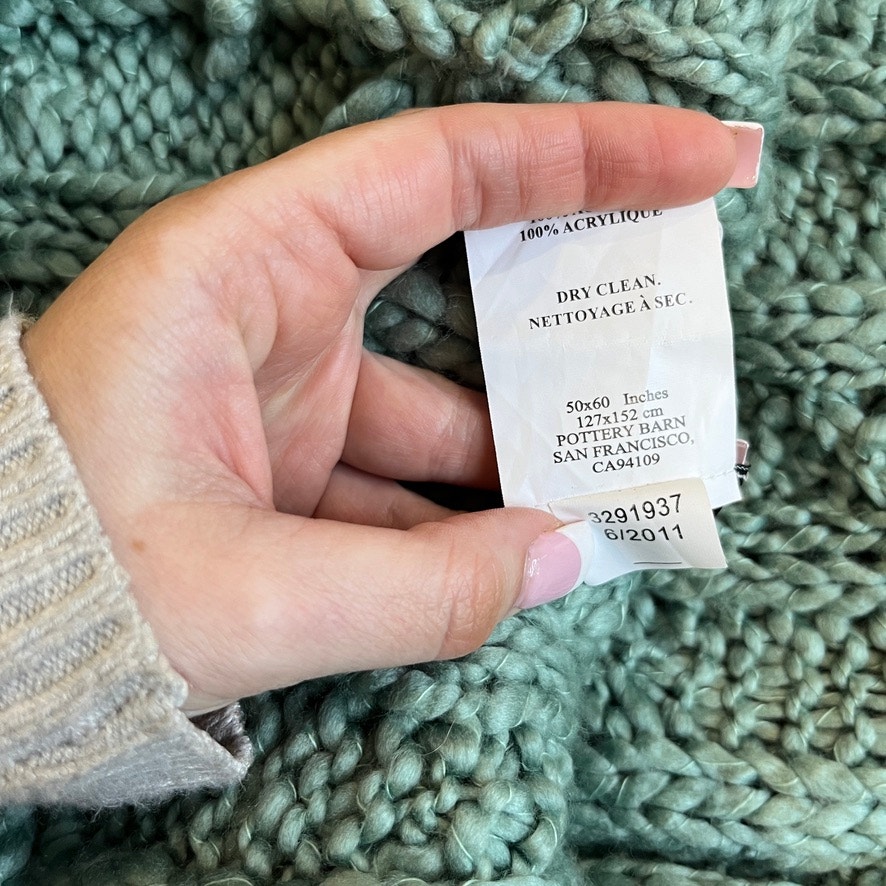 100% ACRYLIQUE
DRY CLEAN.
NETTOYAGE À SEC.
50x60 Inches
127x152 cm
POTTERY BARN
SAN FRANCISCO,
CA94109
3291937
6/2011